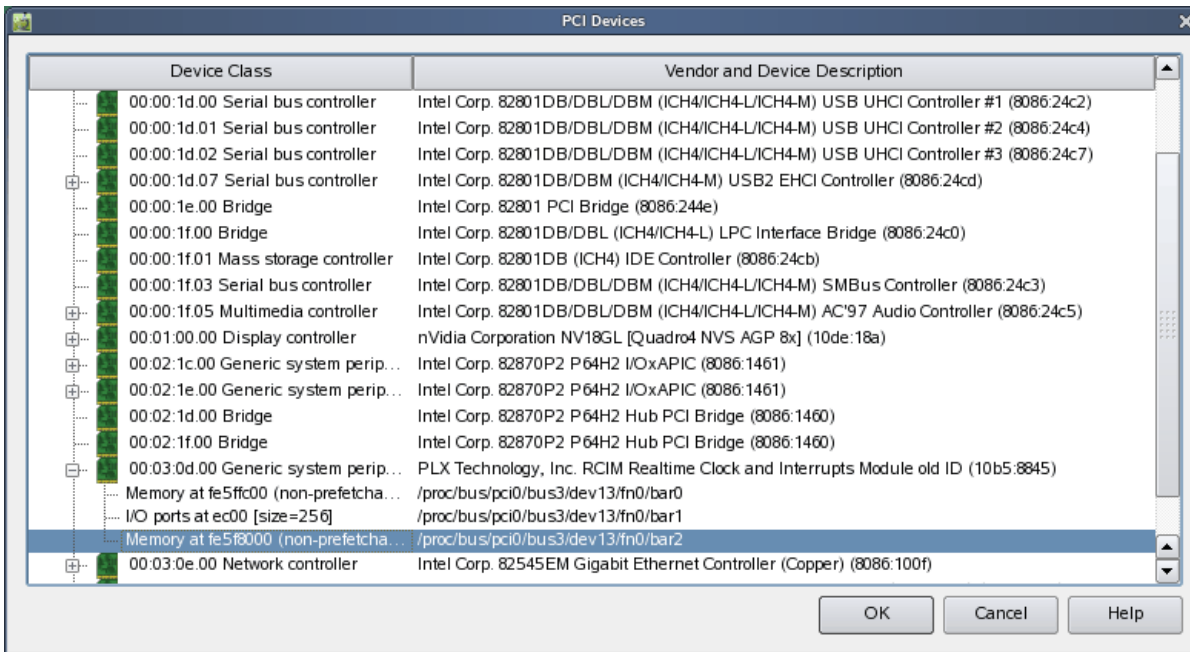 PCI Devices
Device Class Vendor and Device Description
00:00:1d.00 Serial bus controller Intel Corp. 82801DB/DBL/DBM (ICH4/ICH4-L/ICH4-M) USB UHCI Controller #1 (8086:24c2)
00:00:1d.01 Serial bus controller Intel Corp. 82801DB/DBL/DBM (ICH4/ICH4-L/ICH4-M) USB UHCI Controller #2 (8086:24c4)
00:00:1d.02 Serial bus controller Intel Corp. 82801DB/DBL/DBM (ICH4/ICH4-L/ICH4-M) USB UHCI Controller #3 (8086:24c7)
00:00:1d.07 Serial bus controller Intel Corp. 82801DB/DBM (ICH4/ICH4-M) USB2 EHCI Controller (8086:24cd)
00:00:1e.00 Bridge Intel Corp. 82801 PCI Bridge (8086:244e)
00:00:1f.00 Bridge Intel Corp. 82801DB/DBL (ICH4/ICH4-L) LPC Interface Bridge (8086:24c0)
00:00:1f.01 Mass storage controller Intel Corp. 82801DB (ICH4) IDE Controller (8086:24cb)
00:00:1f.03 Serial bus controller Intel Corp. 82801DB/DBL/DBM (ICH4/ICH4-L/ICH4-M) SMBus Controller (8086:24c3)
00:00:1f.05 Multimedia controller Intel Corp. 82801DB/DBL/DBM (ICH4/ICH4-L/ICH4-M) AC'97 Audio Controller (8086:24c5)
00:01:00.00 Display controller nVidia Corporation NV18GL [Quadro4 NVS AGP 8x] (10de:18a)
00:02:1c.00 Generic system perip... Intel Corp. 82870P2 P64H2 I/OxAPIC (8086:1461)
00:02:1e.00 Generic system perip... Intel Corp. 82870P2 P64H2 I/OxAPIC (8086:1461)
00:02:1d.00 Bridge Intel Corp. 82870P2 P64H2 Hub PCI Bridge (8086:1460)
00:02:1f.00 Bridge Intel Corp. 82870P2 P64H2 Hub PCI Bridge (8086:1460)
00:03:0d.00 Generic system perip... PLX Technology, Inc. RCIM Realtime Clock and Interrupts Module old ID (10b5:8845)
Memory at fe5ffc00 (non-prefetcha... /proc/bus/pci0/bus3/dev13/fn0/bar0
I/O ports at ec00 [size=256] /proc/bus/pci0/bus3/dev13/fn0/bar1
Memory at fe5f8000 (non-prefetcha... /proc/bus/pci0/bus3/dev13/fn0/bar2
00:03:0e.00 Network controller Intel Corp. 82545EM Gigabit Ethernet Controller (Copper) (8086:100f)
OK Cancel Help